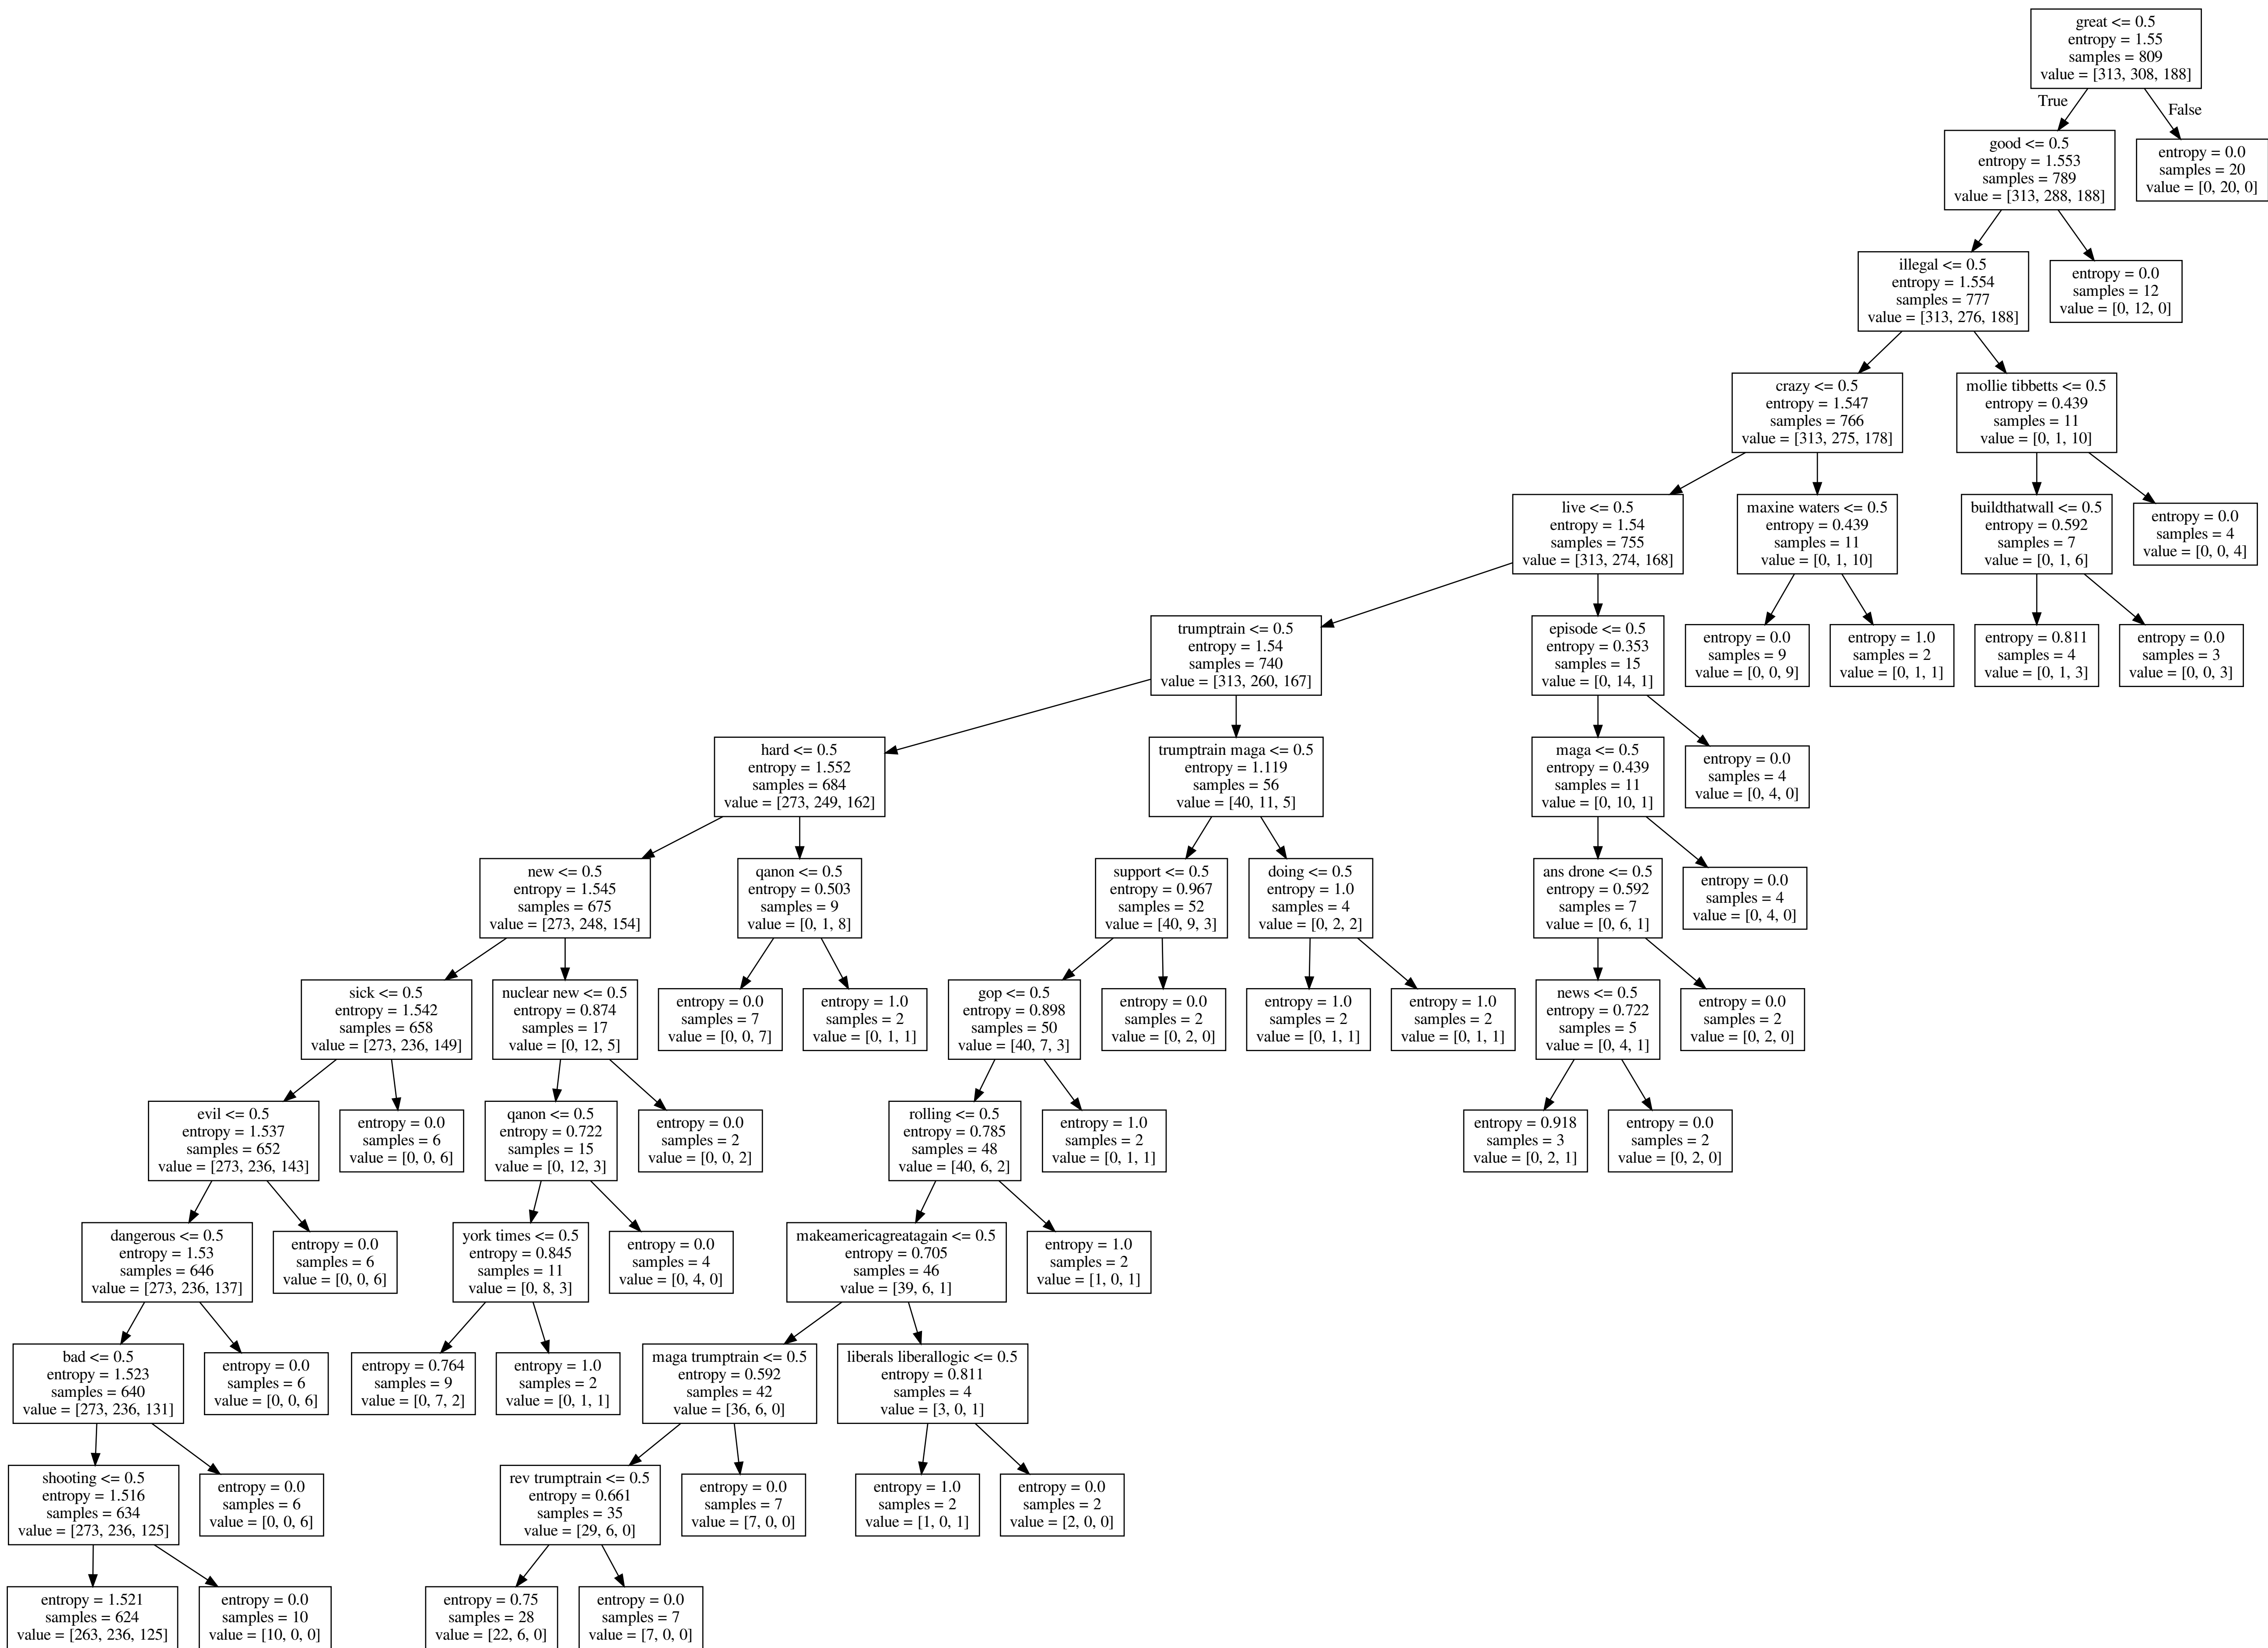 great <= 0.5
entropy = 1.55
samples = 809
value = [313, 308, 188]
True
False
good <= 0.5
entropy = 1.553
samples = 789
value = [313, 288, 188]
entropy = 0.0
samples = 20
value = [0, 20, 0]
illegal <= 0.5
entropy = 1.554
samples = 777
value = [313, 276, 188]
entropy = 0.0
samples = 12
value = [0, 12, 0]
crazy <= 0.5
entropy = 1.547
samples = 766
value = [313, 275, 178]
mollie tibbetts <= 0.5
entropy = 0.439
samples = 11
value = [0, 1, 10]
live <= 0.5
entropy = 1.54
samples = 755
value = [313, 274, 168]
maxine waters <= 0.5
entropy = 0.439
samples = 11
value = [0, 1, 10]
buildthatwall <= 0.5
entropy = 0.592
samples = 7
value = [0, 1, 6]
entropy = 0.0
samples = 4
value = [0, 0, 4]
trumptrain <= 0.5
entropy = 1.54
samples = 740
value = [313, 260, 167]
episode <= 0.5
entropy = 0.353
samples = 15
value = [0, 14, 1]
entropy = 0.0
samples = 9
value = [0, 0, 9]
entropy = 1.0
samples = 2
value = [0, 1, 1]
entropy = 0.811
samples = 4
value = [0, 1, 3]
entropy = 0.0
samples = 3
value = [0, 0, 3]
hard <= 0.5
entropy = 1.552
samples = 684
value = [273, 249, 162]
trumptrain maga <= 0.5
entropy = 1.119
samples = 56
value = [40, 11, 5]
maga <= 0.5
entropy = 0.439
samples = 11
value = [0, 10, 1]
entropy = 0.0
samples = 4
value = [0, 4, 0]
new <= 0.5
entropy = 1.545
samples = 675
value = [273, 248, 154]
qanon <= 0.5
entropy = 0.503
samples = 9
value = [0, 1, 8]
support <= 0.5
entropy = 0.967
samples = 52
value = [40, 9, 3]
doing <= 0.5
entropy = 1.0
samples = 4
value = [0, 2, 2]
ans drone <= 0.5
entropy = 0.592
samples = 7
value = [0, 6, 1]
entropy = 0.0
samples = 4
value = [0, 4, 0]
sick <= 0.5
entropy = 1.542
samples = 658
value = [273, 236, 149]
nuclear new <= 0.5
entropy = 0.874
samples = 17
value = [0, 12, 5]
entropy = 0.0
samples = 7
value = [0, 0, 7]
entropy = 1.0
samples = 2
value = [0, 1, 1]
gop <= 0.5
entropy = 0.898
samples = 50
value = [40, 7, 3]
entropy = 0.0
samples = 2
value = [0, 2, 0]
entropy = 1.0
samples = 2
value = [0, 1, 1]
entropy = 1.0
samples = 2
value = [0, 1, 1]
news <= 0.5
entropy = 0.722
samples = 5
value = [0, 4, 1]
entropy = 0.0
samples = 2
value = [0, 2, 0]
evil <= 0.5
entropy = 1.537
samples = 652
value = [273, 236, 143]
entropy = 0.0
samples = 6
value = [0, 0, 6]
qanon <= 0.5
entropy = 0.722
samples = 15
value = [0, 12, 3]
entropy = 0.0
samples = 2
value = [0, 0, 2]
rolling <= 0.5
entropy = 0.785
samples = 48
value = [40, 6, 2]
entropy = 1.0
samples = 2
value = [0, 1, 1]
entropy = 0.918
samples = 3
value = [0, 2, 1]
entropy = 0.0
samples = 2
value = [0, 2, 0]
dangerous <= 0.5
entropy = 1.53
samples = 646
value = [273, 236, 137]
entropy = 0.0
samples = 6
value = [0, 0, 6]
york times <= 0.5
entropy = 0.845
samples = 11
value = [0, 8, 3]
entropy = 0.0
samples = 4
value = [0, 4, 0]
makeamericagreatagain <= 0.5
entropy = 0.705
samples = 46
value = [39, 6, 1]
entropy = 1.0
samples = 2
value = [1, 0, 1]
bad <= 0.5
entropy = 1.523
samples = 640
value = [273, 236, 131]
entropy = 0.0
samples = 6
value = [0, 0, 6]
entropy = 0.764
samples = 9
value = [0, 7, 2]
entropy = 1.0
samples = 2
value = [0, 1, 1]
maga trumptrain <= 0.5
entropy = 0.592
samples = 42
value = [36, 6, 0]
liberals liberallogic <= 0.5
entropy = 0.811
samples = 4
value = [3, 0, 1]
shooting <= 0.5
entropy = 1.516
samples = 634
value = [273, 236, 125]
entropy = 0.0
samples = 6
value = [0, 0, 6]
rev trumptrain <= 0.5
entropy = 0.661
samples = 35
value = [29, 6, 0]
entropy = 0.0
samples = 7
value = [7, 0, 0]
entropy = 1.0
samples = 2
value = [1, 0, 1]
entropy = 0.0
samples = 2
value = [2, 0, 0]
entropy = 1.521
samples = 624
value = [263, 236, 125]
entropy = 0.0
samples = 10
value = [10, 0, 0]
entropy = 0.75
samples = 28
value = [22, 6, 0]
entropy = 0.0
samples = 7
value = [7, 0, 0]